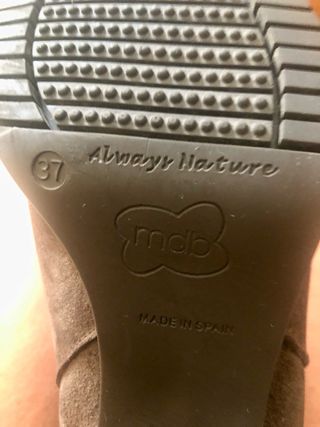 37
Always Nature
mdb
MADE IN SPAIN